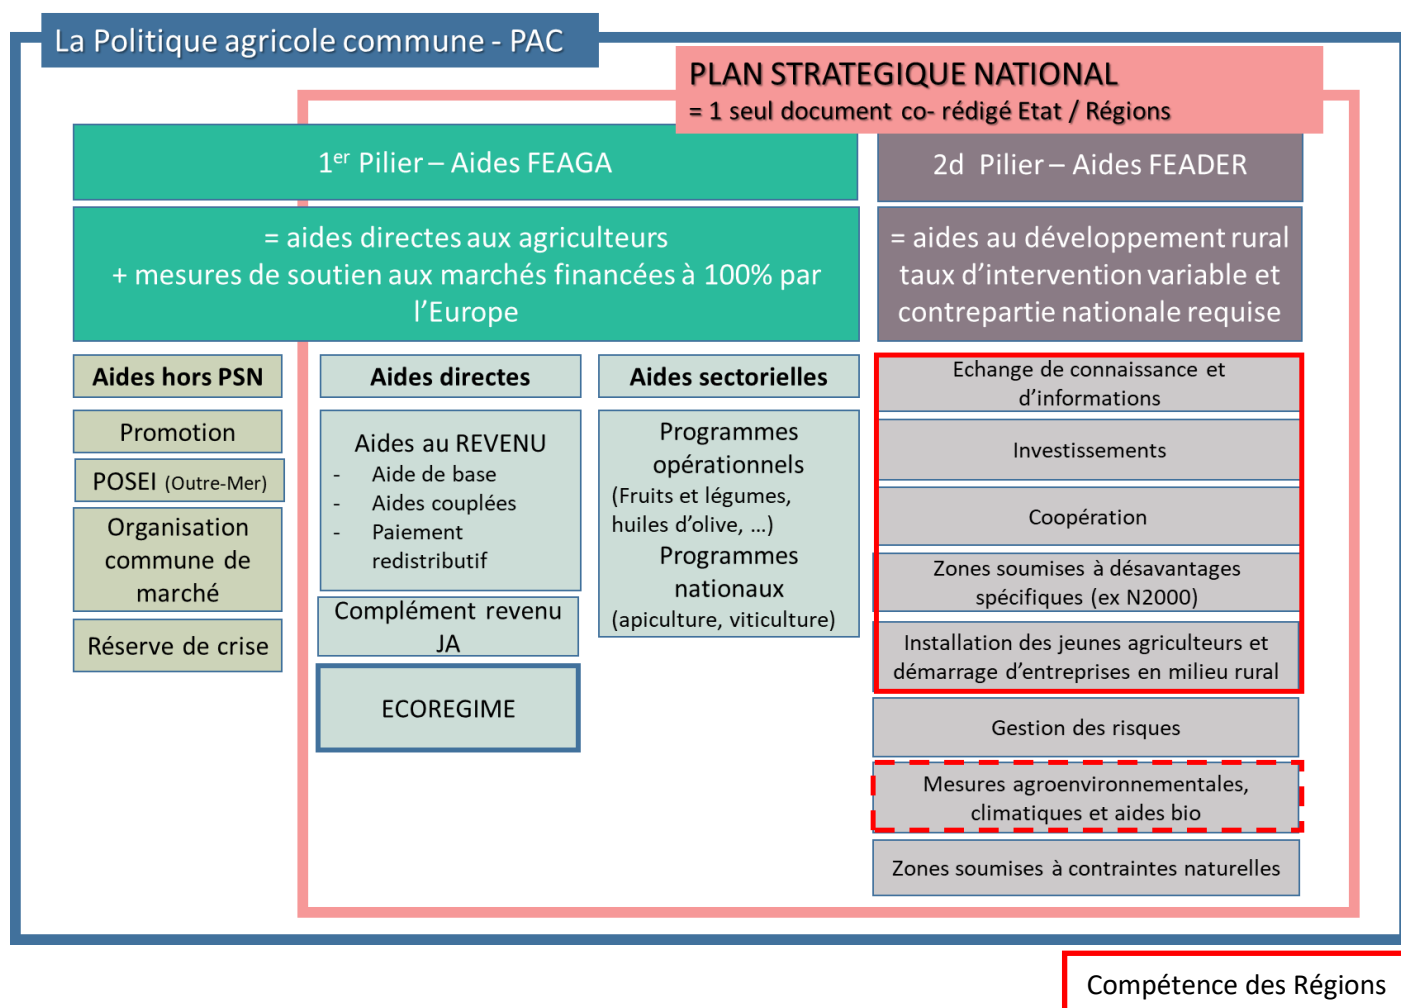 La Politique agricole commune - PAC
PLAN STRATEGIQUE NATIONAL
= 1 seul document co- rédigé Etat / Régions
1er Pilier – Aides FEAGA
2d Pilier – Aides FEADER
= aides directes aux agriculteurs
+ mesures de soutien aux marchés financées à 100% par
l’Europe
= aides au développement rural
taux d’intervention variable et
contrepartie nationale requise
Aides hors PSN
Promotion
POSEI (Outre-Mer)
Organisation
commune de
marché
Réserve de crise
Aides directes
Aides au REVENU
- Aide de base
- Aides couplées
- Paiement
redistributif
Complément revenu
JA
ECOREGIME
Aides sectorielles
Programmes
opérationnels
(Fruits et légumes,
huiles d’olive, …)
Programmes
nationaux
(apiculture, viticulture)
Echange de connaissance et
d’informations
Investissements
Coopération
Zones soumises à désavantages
spécifiques (ex N2000)
Installation des jeunes agriculteurs et
démarrage d’entreprises en milieu rural
Gestion des risques
Mesures agroenvironnementales,
climatiques et aides bio
Zones soumises à contraintes naturelles
Compétence des Régions